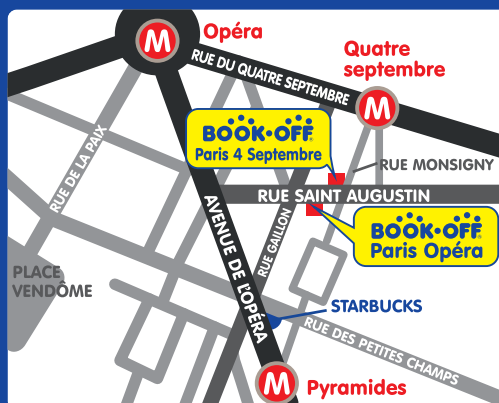 M
Opéra
RUE DU QUATRE SEPTEMBRE
Quatre
septembre
M
BOOK•OFF
Paris 4 Septembre
RUE MONSIGNY
RUE DE LA PAIX
RUE SAINT AUGUSTIN
BOOK•OFF
Paris Opéra
AVENUE DE L'OPÉRA
RUE GAILLON
PLACE
VENDÔME
STARBUCKS
RUE DES PETITES CHAMPS
M
Pyramides